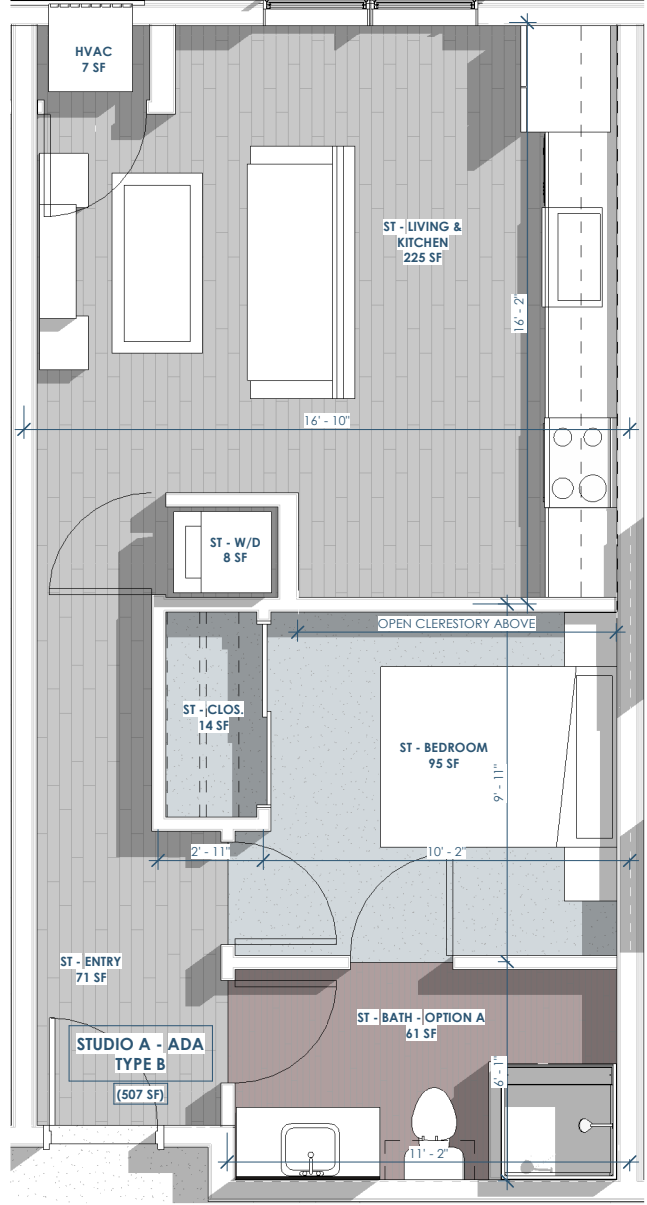 HVAC
7 SF
ST - LIVING &
KITCHEN
225 SF
16' - 2"
16' - 10"
ST - W/D
8 SF
OPEN CLERESTORY ABOVE
ST - CLOS.
14 SF
ST - BEDROOM
95 SF
9' - 11"
2' - 11"
10' - 2"
ST - ENTRY
71 SF
ST - BATH - OPTION A
61 SF
STUDIO A - ADA
TYPE B
(507 SF)
6' - 1"
11' - 2"